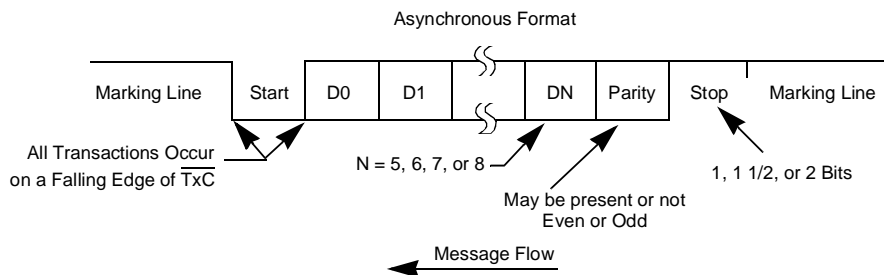 Asynchronous Format
Marking Line Start D0 D1 DN Parity Stop Marking Line
All Transactions Occur
on a Falling Edge of T̅x̅C̅
N = 5, 6, 7, or 8
May be present or not
Even or Odd
1, 1 1/2, or 2 Bits
Message Flow